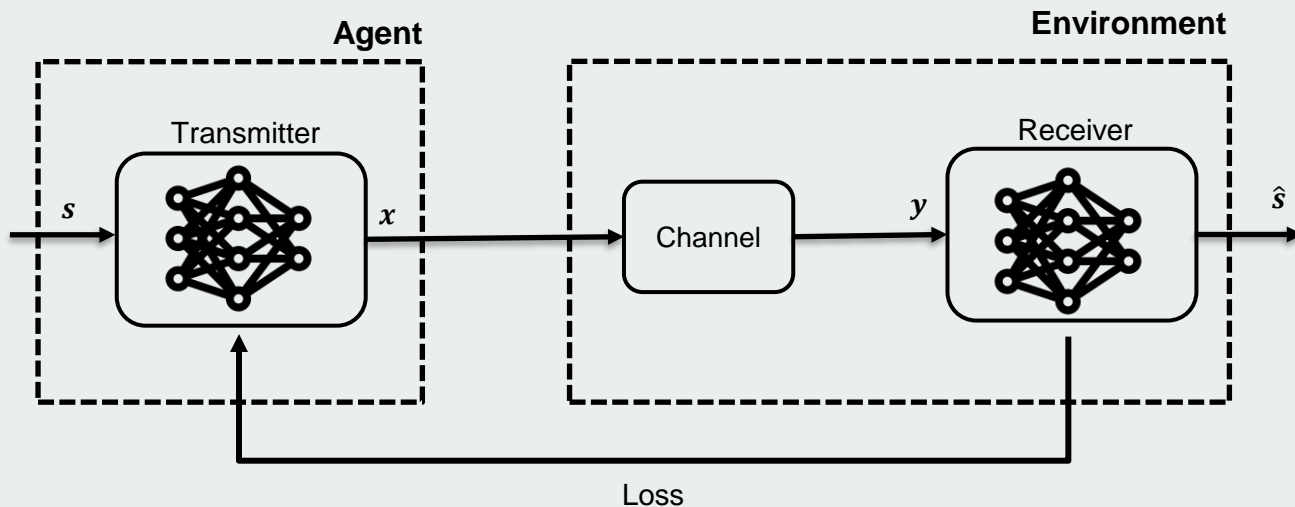 Agent
Environment
Transmitter
Receiver
s
x
Channel
y
ŝ
Loss